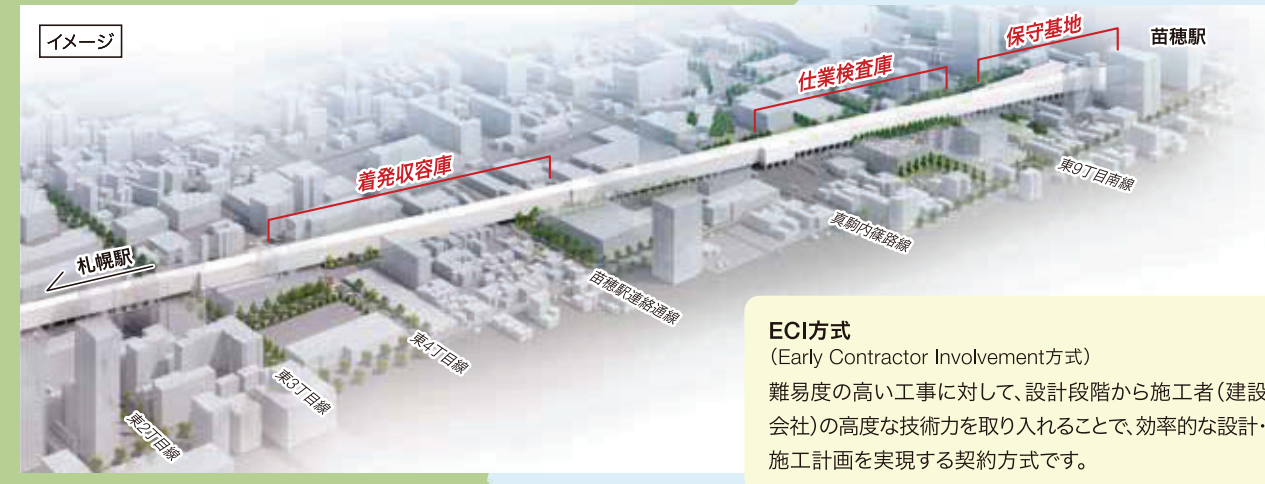 イメージ
保守基地
苗穂駅
仕業検査庫
着発収容庫
札幌駅
東9丁目南線
真駒内篠路線
苗穂駅連絡通線
東4丁目線
東3丁目線
東2丁目線
ECI方式
(Early Contractor Involvement方式)
難易度の高い工事に対して、設計段階から施工者(建設
会社)の高度な技術力を取り入れることで、効率的な設計・
施工計画を実現する契約方式です。